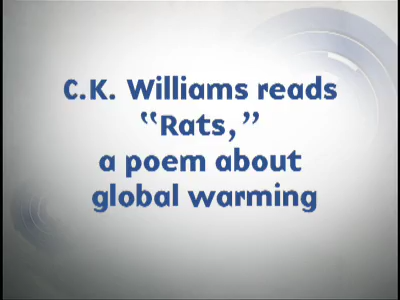 C.K. Williams reads
“Rats,”
a poem about
global warming